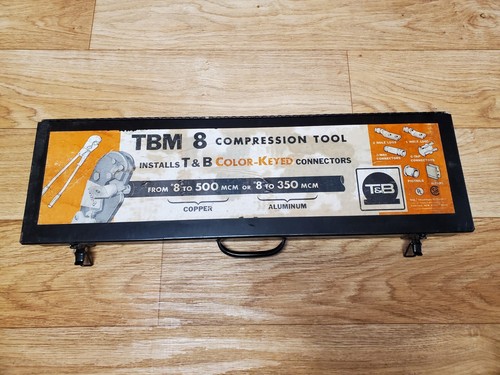 TBM 8 COMPRESSION TOOL
INSTALLS T & B COLOR-KEYED CONNECTORS
FROM #8 TO 500 MCM OR #8 TO 350 MCM
COPPER ALUMINUM
T&B